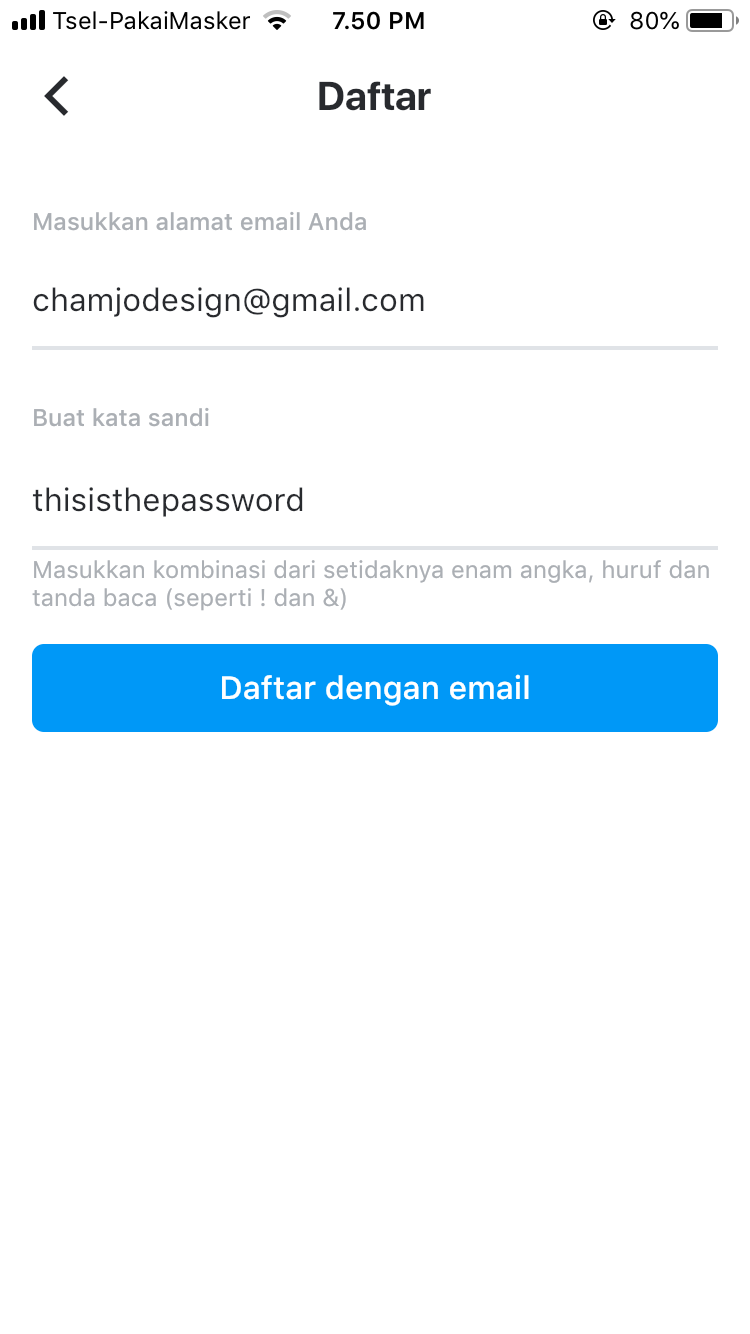 Tsel-PakaiMasker 7.50 PM 80%
Daftar
Masukkan alamat email Anda
chamjodesign@gmail.com
Buat kata sandi
thisisthepassword
Masukkan kombinasi dari setidaknya enam angka, huruf dan
tanda baca (seperti ! dan &)
Daftar dengan email